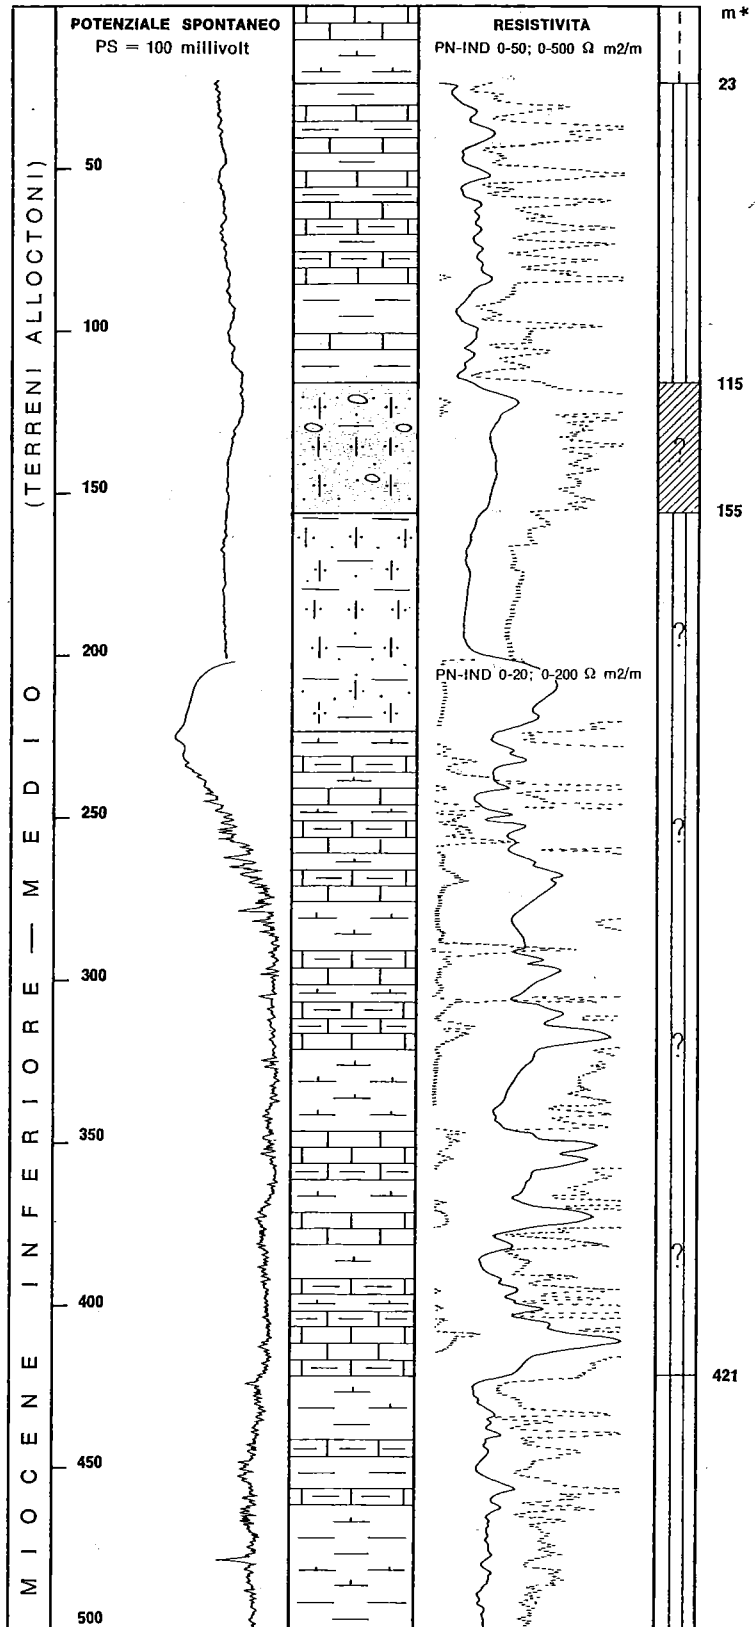 POTENZIALE SPONTANEO
PS = 100 millivolt
RESISTIVITÀ
PN-IND 0-50; 0-500 Ω m2/m
m*
23
50
100
115
?
150
155
?
200
PN-IND 0-20; 0-200 Ω m2/m
250
?
300
?
350
?
400
421
450
500
MIOCENE INFERIORE — MEDIO (TERRENI ALLOCTONI)